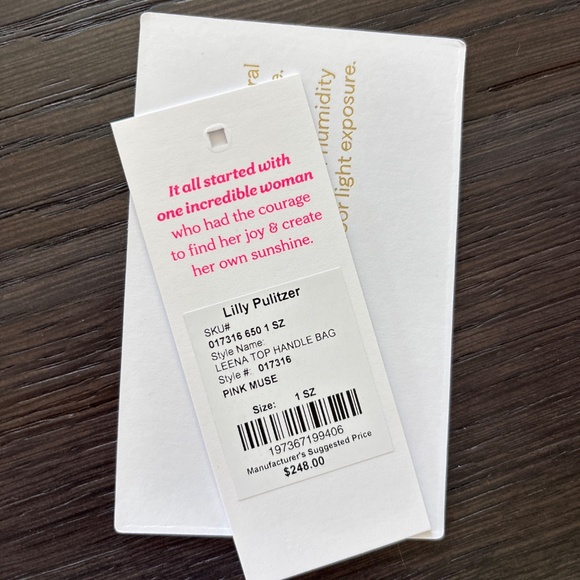 It all started with
one incredible woman
who had the courage
to find her joy & create
her own sunshine.
Lilly Pulitzer
SKU#
017316 650 1 SZ
Style Name:
LEENA TOP HANDLE BAG
Style #: 017316
PINK MUSE
Size: 1 SZ
197367199406
Manufacturer's Suggested Price
$248.00
humidity
or light exposure.